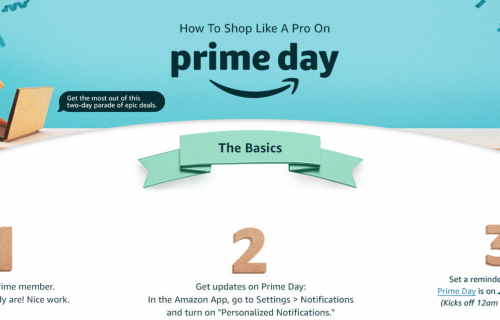 How To Shop Like A Pro On
prime day
Get the most out of this
two-day parade of epic deals.
The Basics
2
Get updates on Prime Day:
In the Amazon App, go to Settings > Notifications
and turn on "Personalized Notifications."
rime member.
y are! Nice work.
3
Set a reminde
Prime Day is on
(Kicks off 12am